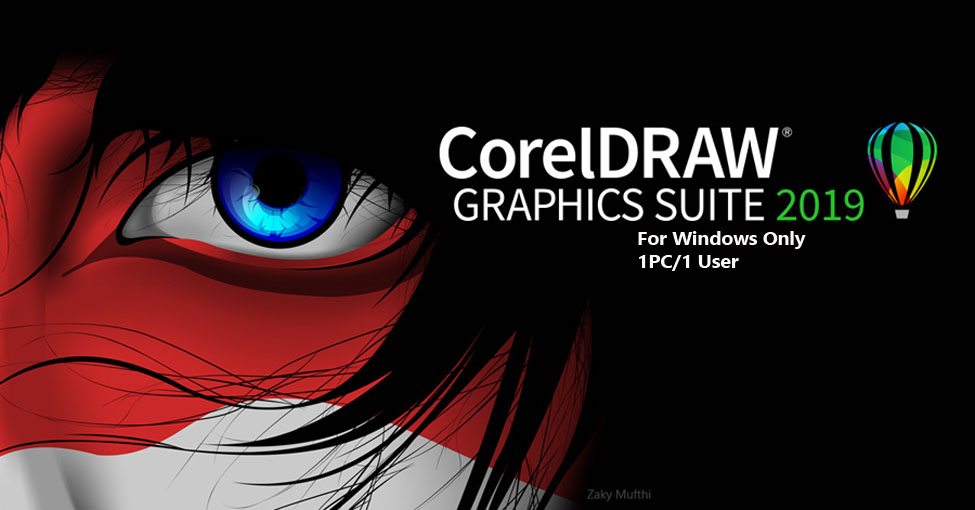 CorelDRAW®
GRAPHICS SUITE 2019
For Windows Only
1PC/1 User
Zaky Mufthi